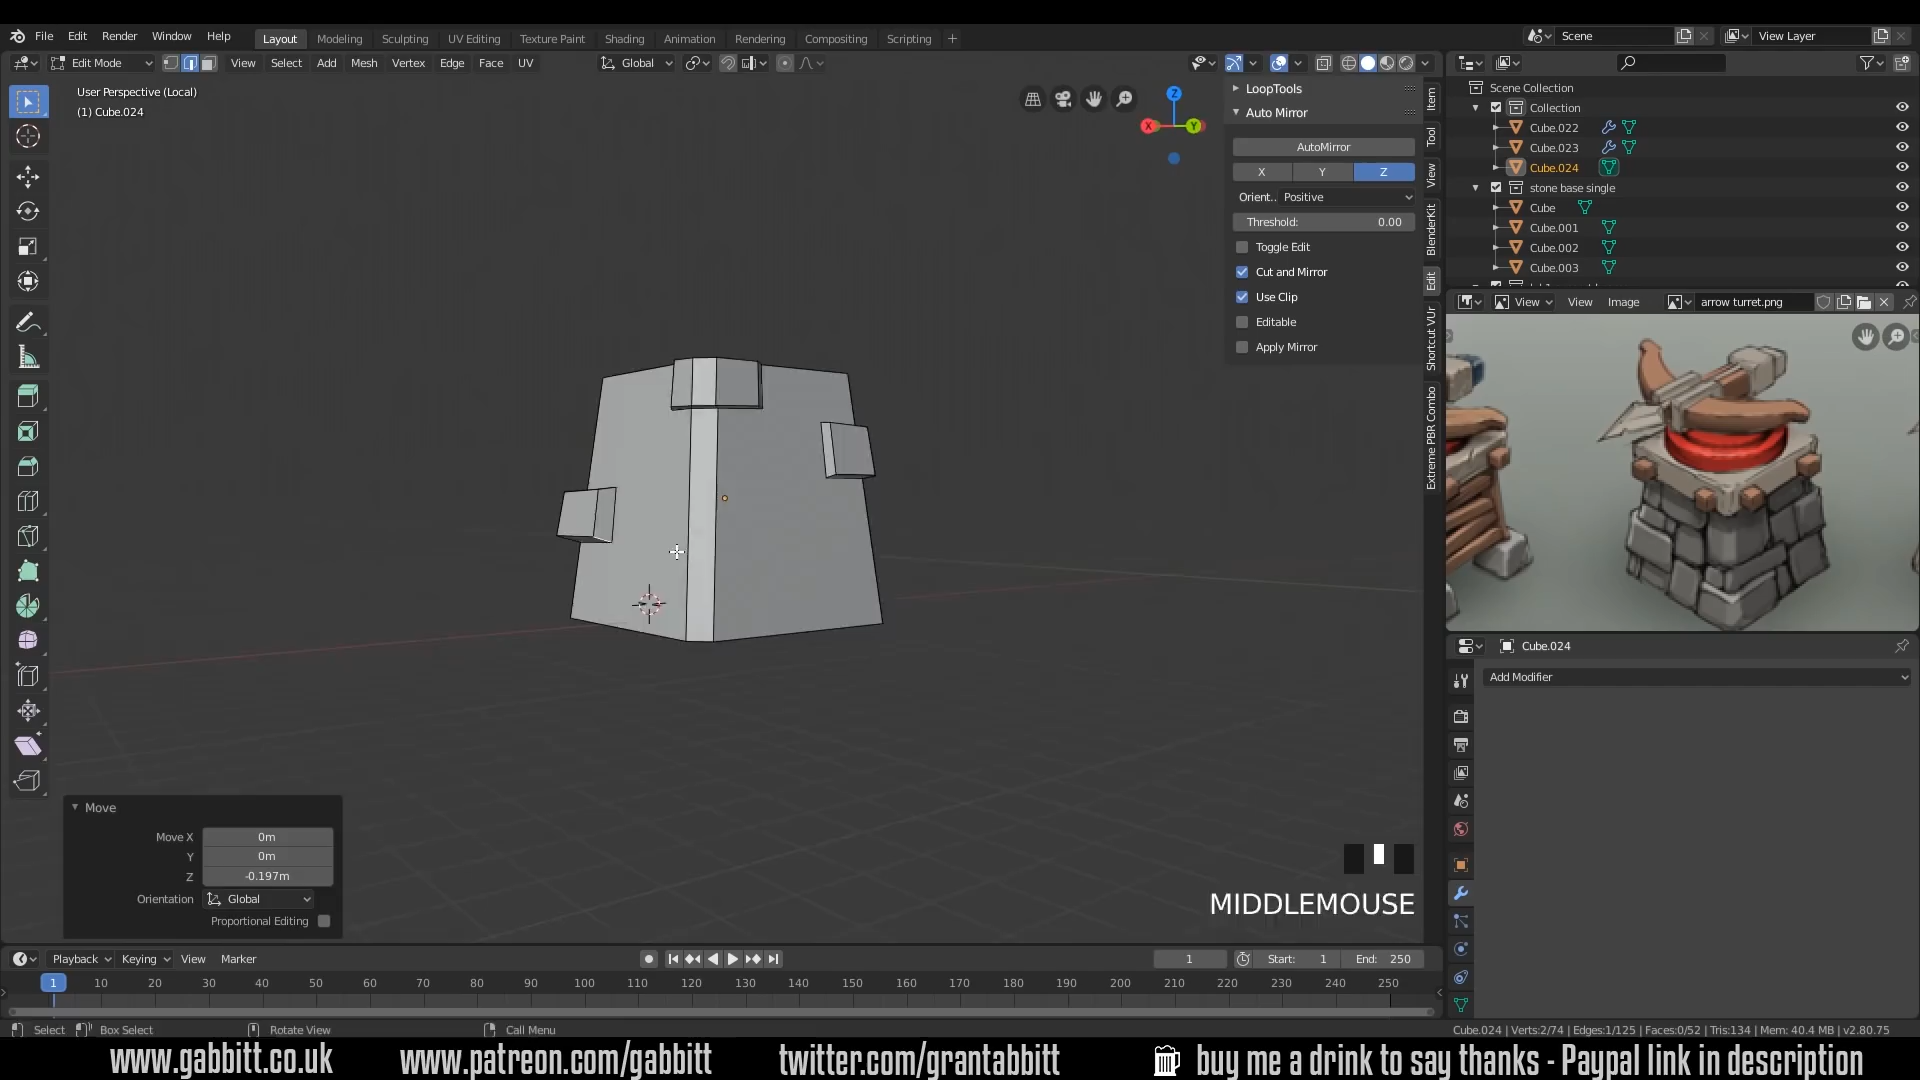 File Edit Render Window Help Layout Modeling Sculpting UV Editing Texture Paint Shading Animation Rendering Compositing Scripting + Scene View Layer
Edit Mode View Select Add Mesh Vertex Edge Face UV Global
User Perspective (Local)
(1) Cube.024
LoopTools
Auto Mirror
AutoMirror
X Y Z
Orient.. Positive
Threshold: 0.00
Toggle Edit
Cut and Mirror
Use Clip
Editable
Apply Mirror
Item
Tool
View
BlenderKit
Edit
Shortcut VUr
Extreme PBR Combo
X Y Z
Scene Collection
Collection
Cube.022
Cube.023
Cube.024
stone base single
Cube
Cube.001
Cube.002
Cube.003
View View Image arrow turret.png
Cube.024
Add Modifier
Move
Move X 0m
Y 0m
Z -0.197m
Orientation Global
Proportional Editing
MIDDLEMOUSE
Playback Keying View Marker 1 Start: 1 End: 250
1 10 20 30 40 50 60 70 80 90 100 110 120 130 140 150 160 170 180 190 200 210 220 230 240 250
Select Box Select Rotate View Call Menu Cube.024 | Verts:2/74 | Edges:1/125 | Faces:0/52 | Tris:134 | Mem: 40.4 MB | v2.80.75
www.gabbitt.co.uk www.patreon.com/gabbitt twitter.com/grantabbitt buy me a drink to say thanks - Paypal link in description